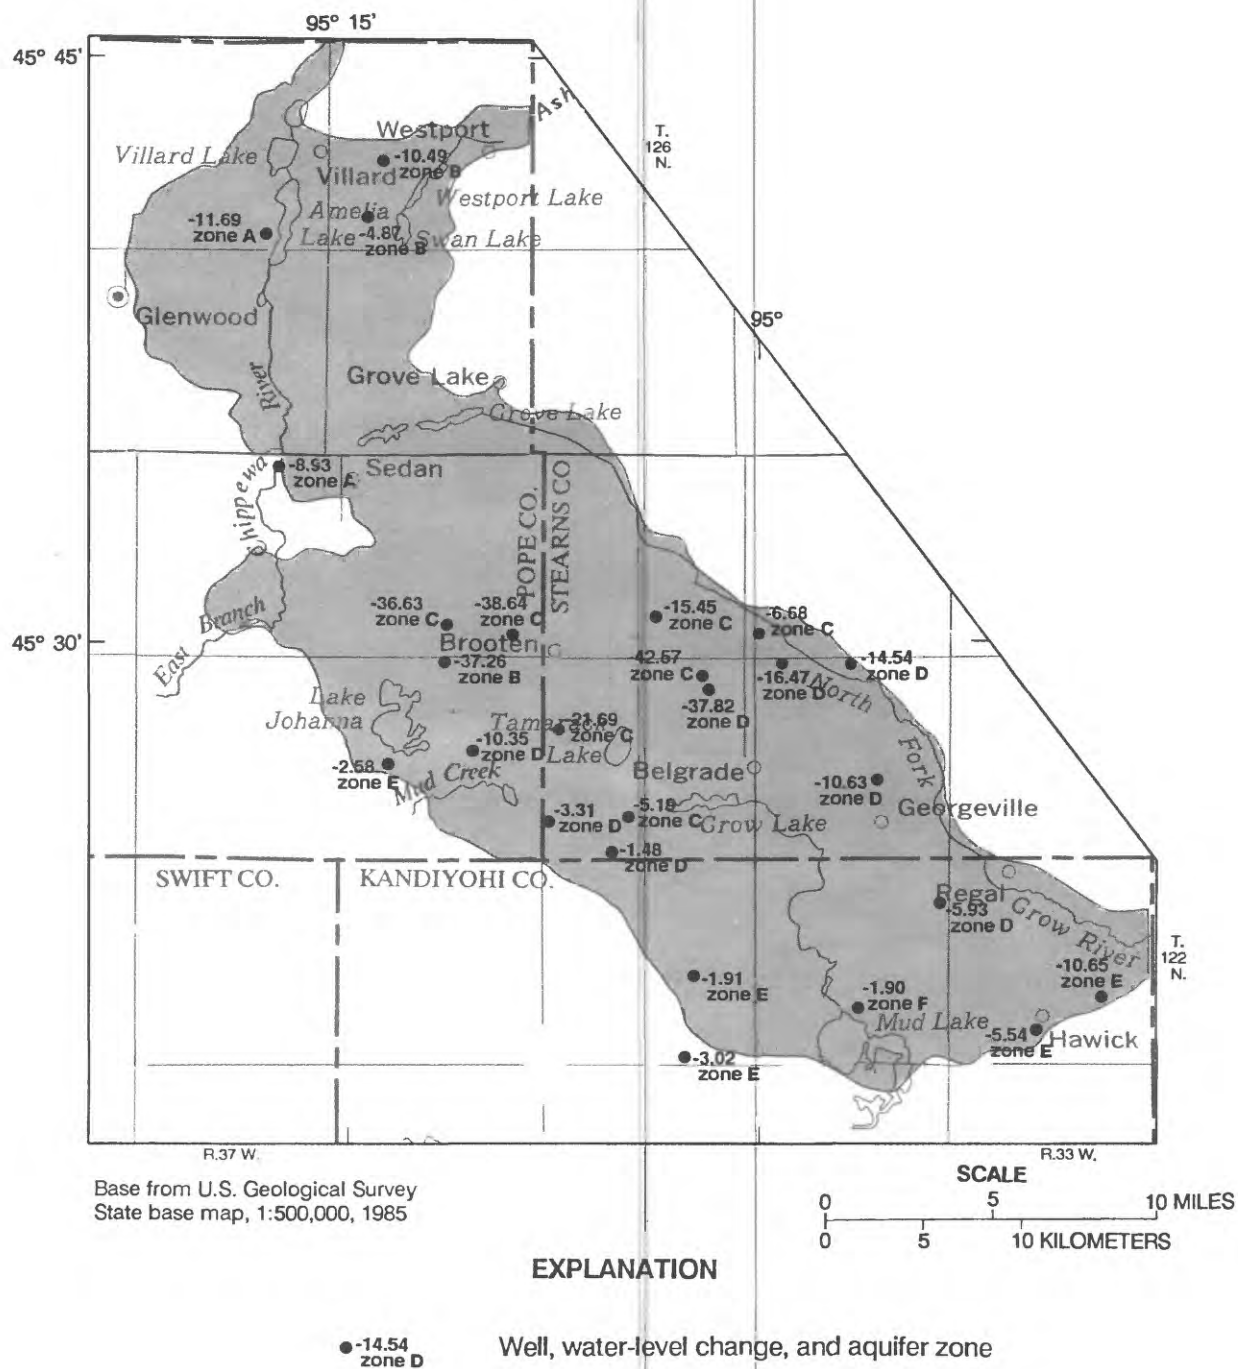 95° 15'
45° 45'
Ash
Westport
T.
126
N.
Villard Lake
-10.49
zone B
Villard
Westport Lake
Amelia
Lake
-11.69
zone A
-4.87
zone B
Swan Lake
Glenwood
95°
River
Grove Lake
Grove Lake
Chippewa
-8.93
zone A
Sedan
POPE CO.
STEARNS CO
East Branch
-36.63
zone C
-38.64
zone C
-15.45
zone C
-6.68
zone C
45° 30'
Brooten
-37.26
zone B
-42.57
zone C
-16.47
zone D
-14.54
zone D
North
Fork
-37.82
zone D
Lake
Johanna
-21.69
zone C
Tamarack
Lake
-10.35
zone D
-2.58
zone E
Mud Creek
Belgrade
-10.63
zone D
Georgeville
-3.31
zone D
-5.19
zone C
Grow Lake
-1.48
zone D
SWIFT CO.
KANDIYOHI CO.
Regal
-5.93
zone D
Grow River
T.
122
N.
-1.91
zone E
-1.90
zone F
-10.65
zone E
Mud Lake
-5.54
zone E
Hawick
-3.02
zone E
R.37 W.
R.33 W.
Base from U.S. Geological Survey
State base map, 1:500,000, 1985
SCALE
0 5 10 MILES
0 5 10 KILOMETERS
EXPLANATION
-14.54
zone D
Well, water-level change, and aquifer zone